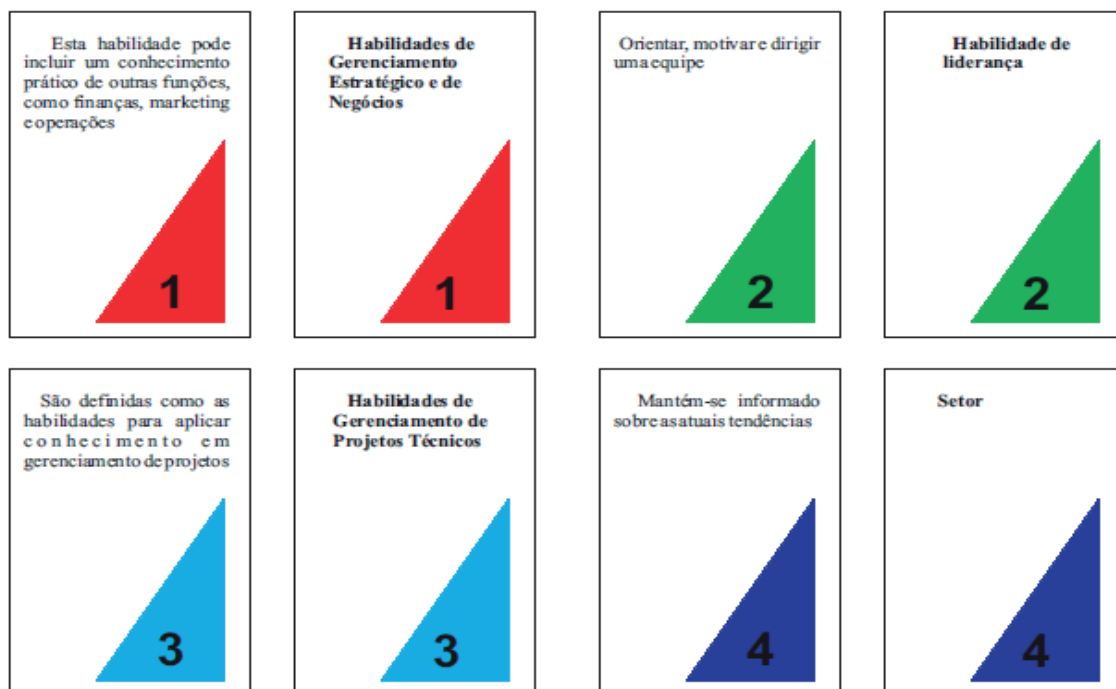 Esta habilidade pode
incluir um conhecimento
prático de outras funções,
como finanças, marketing
e operações
1
Habilidades de
Gerenciamento
Estratégico e de
Negócios
1
Orientar, motivar e dirigir
uma equipe
2
Habilidade de
liderança
2
São definidas como as
habilidades para aplicar
conhecimento em
gerenciamento de projetos
3
Habilidades de
Gerenciamento de
Projetos Técnicos
3
Mantém-se informado
sobre as atuais tendências
4
Setor
4